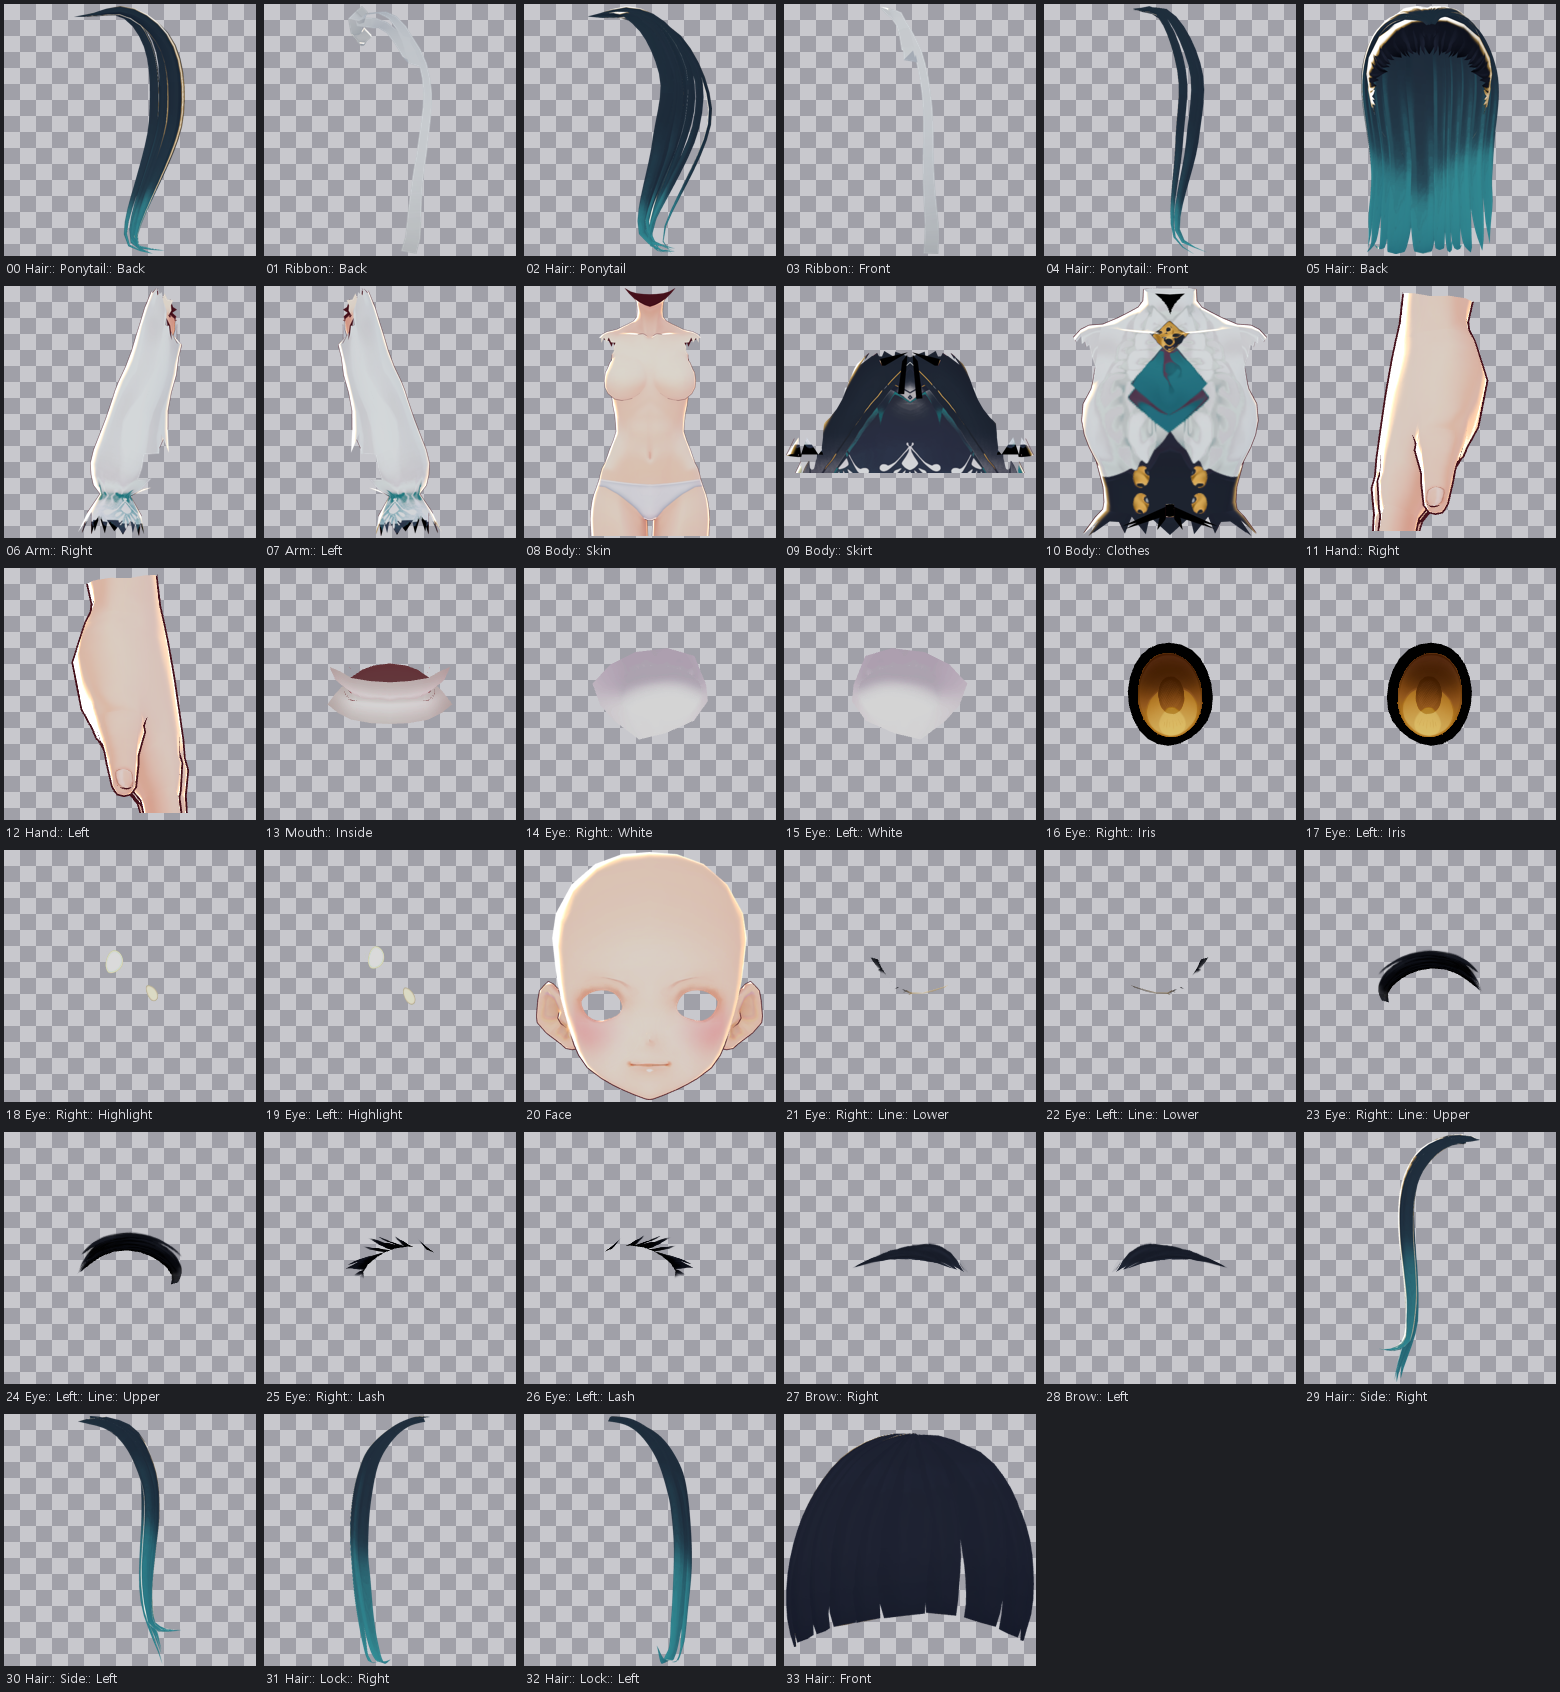 00 Hair:: Ponytail:: Back
01 Ribbon:: Back
02 Hair:: Ponytail
03 Ribbon:: Front
04 Hair:: Ponytail:: Front
05 Hair:: Back
06 Arm:: Right
07 Arm:: Left
08 Body:: Skin
09 Body:: Skirt
10 Body:: Clothes
11 Hand:: Right
12 Hand:: Left
13 Mouth:: Inside
14 Eye:: Right:: White
15 Eye:: Left:: White
16 Eye:: Right:: Iris
17 Eye:: Left:: Iris
18 Eye:: Right:: Highlight
19 Eye:: Left:: Highlight
20 Face
21 Eye:: Right:: Line:: Lower
22 Eye:: Left:: Line:: Lower
23 Eye:: Right:: Line:: Upper
24 Eye:: Left:: Line:: Upper
25 Eye:: Right:: Lash
26 Eye:: Left:: Lash
27 Brow:: Right
28 Brow:: Left
29 Hair:: Side:: Right
30 Hair:: Side:: Left
31 Hair:: Lock:: Right
32 Hair:: Lock:: Left
33 Hair:: Front